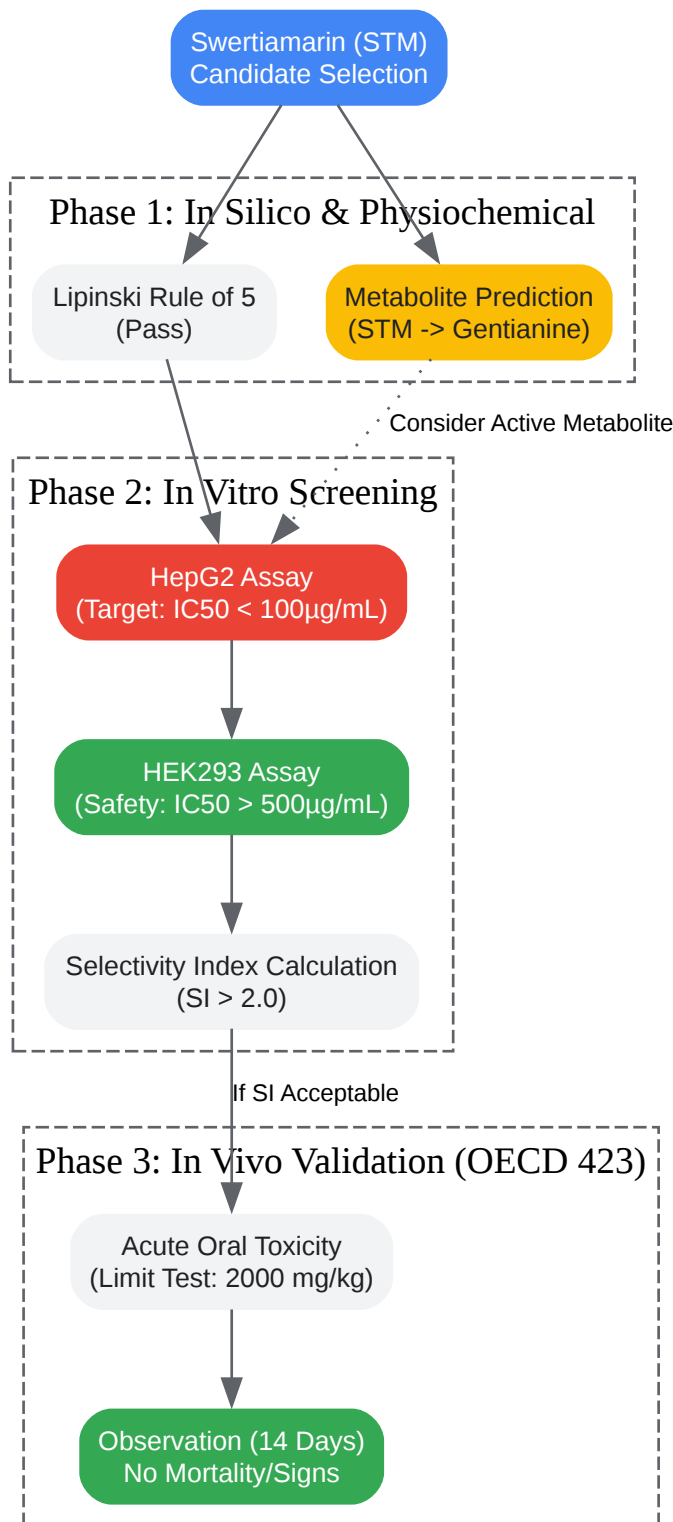 Swertiamarin (STM)
Candidate Selection
Phase 1: In Silico & Physiochemical
Lipinski Rule of 5
(Pass)
Metabolite Prediction
(STM -> Gentianine)
Consider Active Metabolite
Phase 2: In Vitro Screening
HepG2 Assay
(Target: IC50 < 100µg/mL)
HEK293 Assay
(Safety: IC50 > 500µg/mL)
Selectivity Index Calculation
(SI > 2.0)
If SI Acceptable
Phase 3: In Vivo Validation (OECD 423)
Acute Oral Toxicity
(Limit Test: 2000 mg/kg)
Observation (14 Days)
No Mortality/Signs